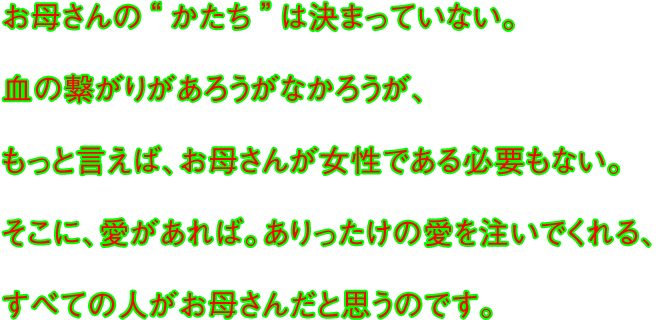 お母さんの“かたち”は決まっていない。
血の繋がりがあろうがなかろうが、
もっと言えば、お母さんが女性である必要もない。
そこに、愛があれば。ありったけの愛を注いでくれる、
すべての人がお母さんだと思うのです。